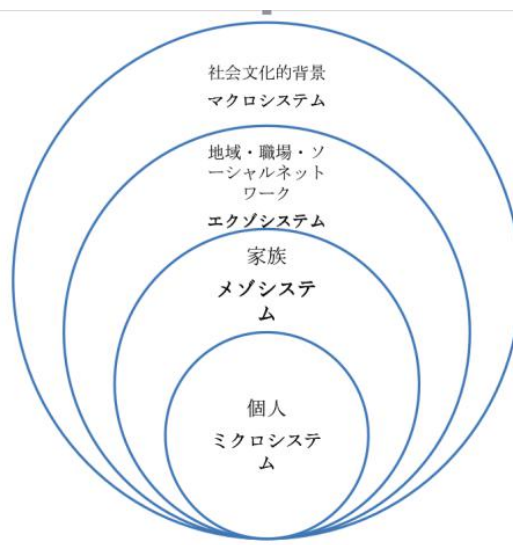 社会文化的背景
マクロシステム
地域・職場・ソ
ーシャルネット
ワーク
エクゾシステム
家族
メゾシステ
ム
個人
ミクロシステ
ム